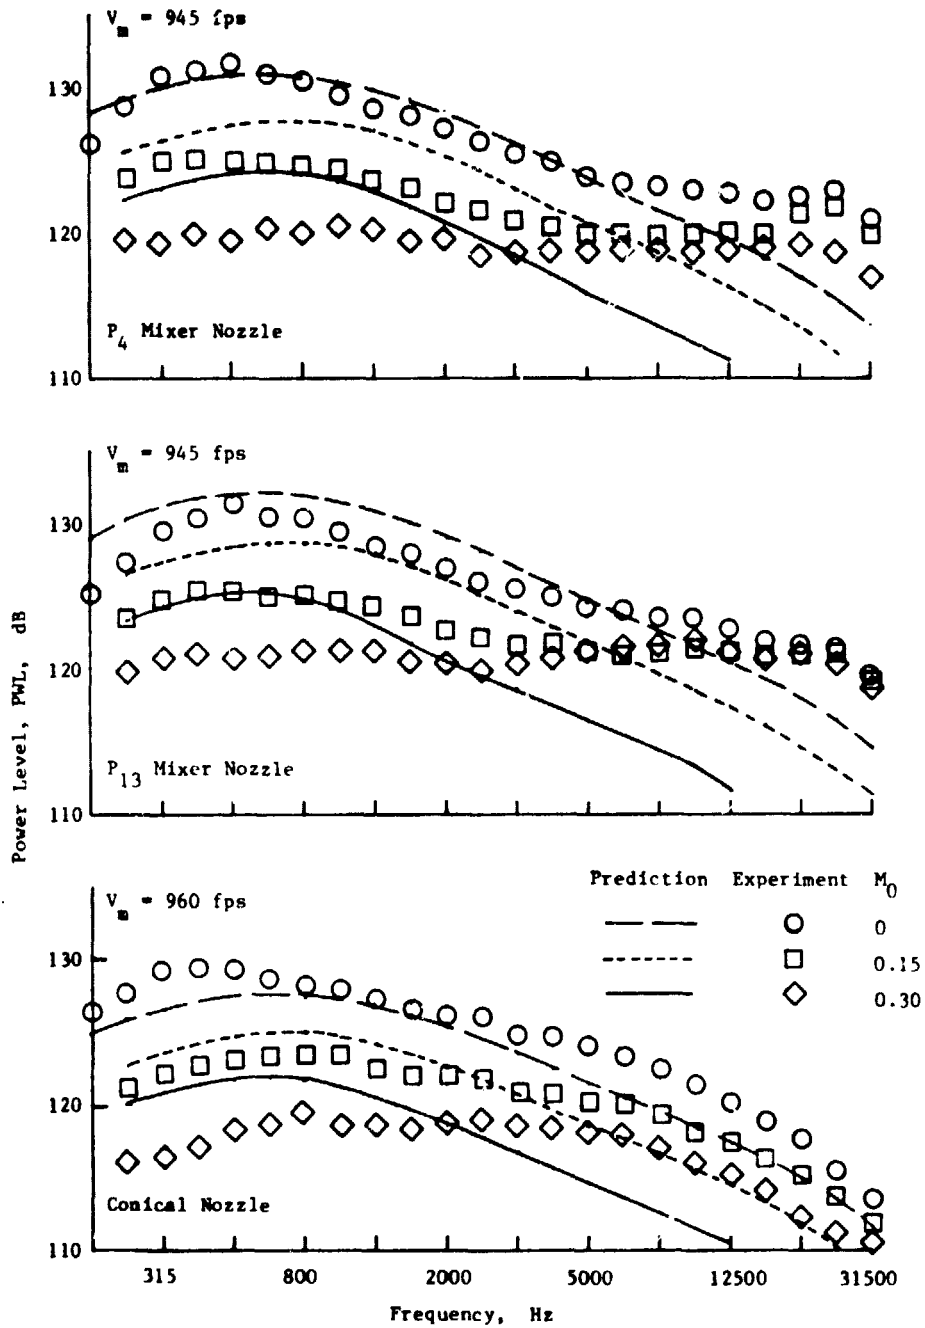 V_m = 945 fps
130
120
110
P_4 Mixer Nozzle
V_m = 945 fps
130
120
110
P_13 Mixer Nozzle
Power Level, PWL, dB
V_m = 960 fps
130
120
110
Conical Nozzle
Prediction Experiment M_0
0
0.15
0.30
315 800 2000 5000 12500 31500
Frequency, Hz